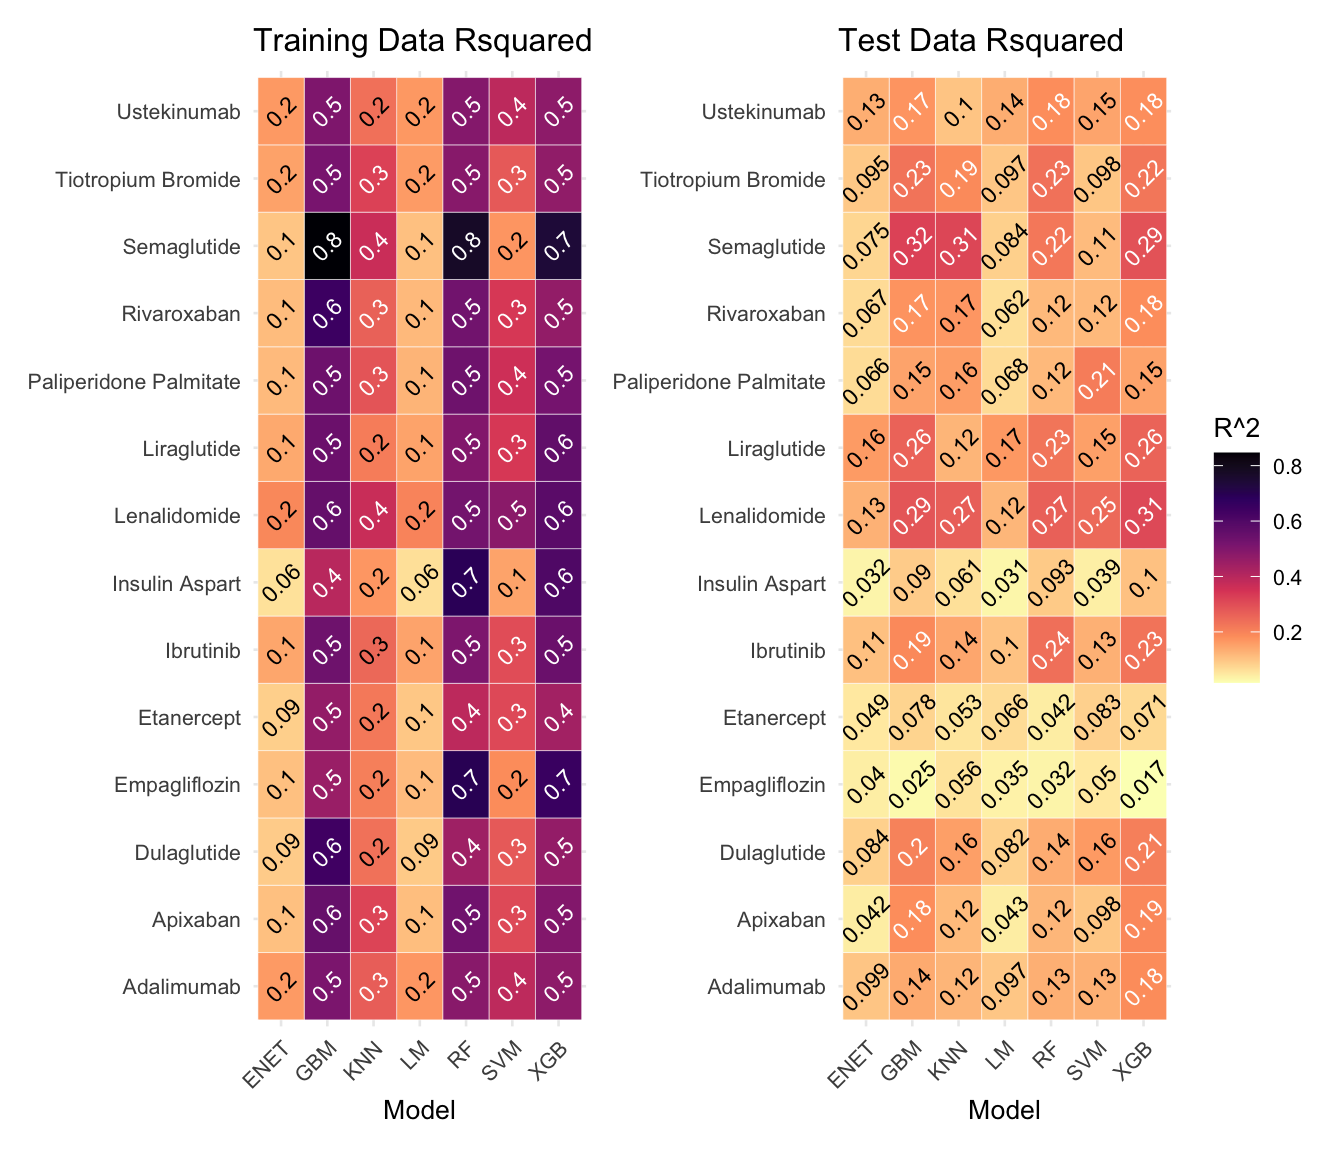 Training Data Rsquared
Ustekinumab 0.2 0.5 0.2 0.2 0.5 0.4 0.5
Tiotropium Bromide 0.2 0.5 0.3 0.2 0.5 0.3 0.5
Semaglutide 0.1 0.8 0.4 0.1 0.8 0.2 0.7
Rivaroxaban 0.1 0.6 0.3 0.1 0.5 0.3 0.5
Paliperidone Palmitate 0.1 0.5 0.3 0.1 0.5 0.4 0.5
Liraglutide 0.1 0.5 0.2 0.1 0.5 0.3 0.6
Lenalidomide 0.2 0.6 0.4 0.2 0.5 0.5 0.6
Insulin Aspart 0.06 0.4 0.2 0.06 0.7 0.1 0.6
Ibrutinib 0.1 0.5 0.3 0.1 0.5 0.3 0.5
Etanercept 0.09 0.5 0.2 0.1 0.4 0.3 0.4
Empagliflozin 0.1 0.5 0.2 0.1 0.7 0.2 0.7
Dulaglutide 0.09 0.6 0.2 0.09 0.4 0.3 0.5
Apixaban 0.1 0.6 0.3 0.1 0.5 0.3 0.5
Adalimumab 0.2 0.5 0.3 0.2 0.5 0.4 0.5
ENET GBM KNN LM RF SVM XGB
Model
Test Data Rsquared
Ustekinumab 0.13 0.17 0.1 0.14 0.18 0.15 0.18
Tiotropium Bromide 0.095 0.23 0.19 0.097 0.23 0.098 0.22
Semaglutide 0.075 0.32 0.31 0.084 0.22 0.11 0.29
Rivaroxaban 0.067 0.17 0.17 0.062 0.12 0.12 0.18
Paliperidone Palmitate 0.066 0.15 0.16 0.068 0.12 0.21 0.15
Liraglutide 0.16 0.26 0.12 0.17 0.23 0.15 0.26
Lenalidomide 0.13 0.29 0.27 0.12 0.27 0.25 0.31
Insulin Aspart 0.032 0.09 0.061 0.031 0.093 0.039 0.1
Ibrutinib 0.11 0.19 0.14 0.1 0.24 0.13 0.23
Etanercept 0.049 0.078 0.053 0.066 0.042 0.083 0.071
Empagliflozin 0.04 0.025 0.056 0.035 0.032 0.05 0.017
Dulaglutide 0.084 0.2 0.16 0.082 0.14 0.16 0.21
Apixaban 0.042 0.18 0.12 0.043 0.12 0.098 0.19
Adalimumab 0.099 0.14 0.12 0.097 0.13 0.13 0.18
ENET GBM KNN LM RF SVM XGB
Model
R^2
0.8
0.6
0.4
0.2